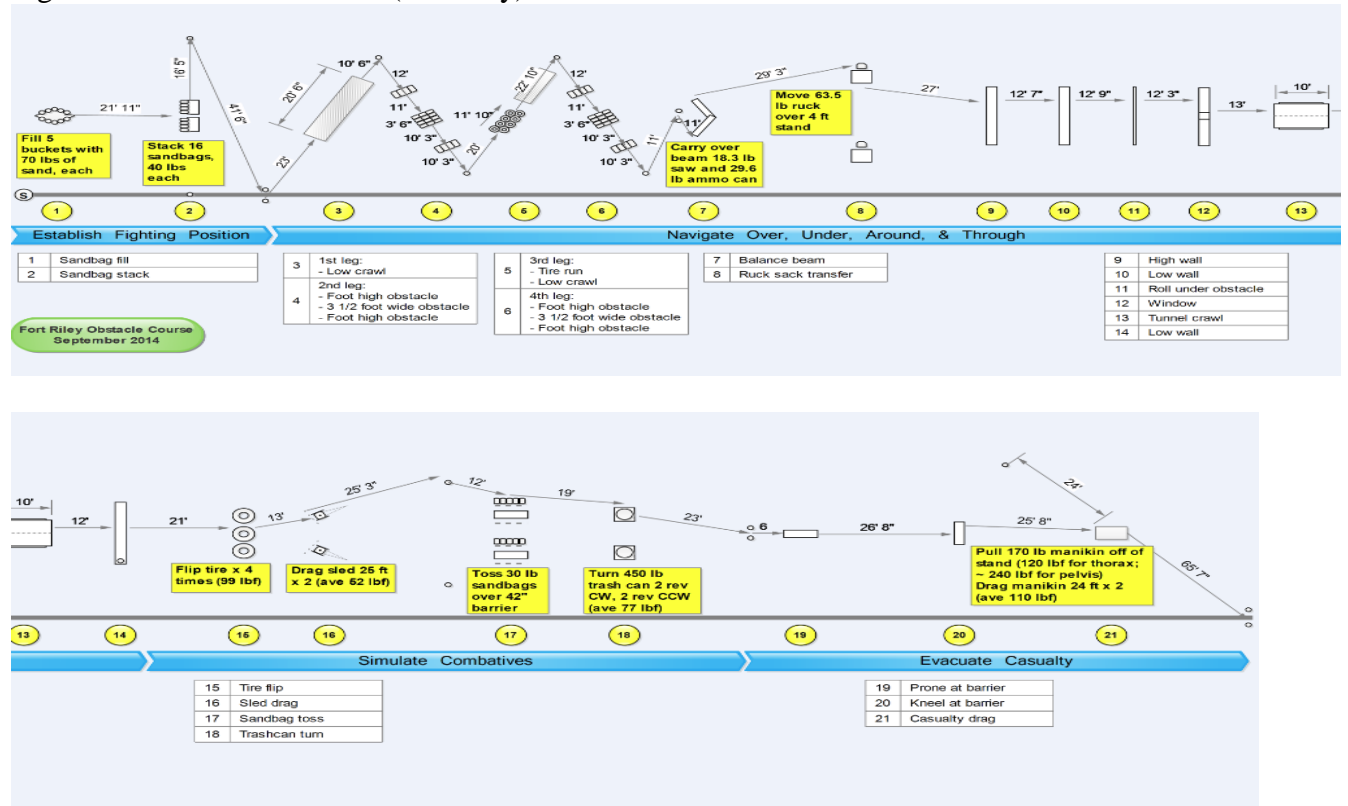 10' 6"
29' 3"
16' 5"
20' 6"
12'
22' 10"
12'
27'
12' 7"
12' 9"
12' 3"
10'
21' 11"
41' 6"
11'
11' 10"
11'
11'
13'
3' 6"
3' 6"
10' 3"
10' 3"
23'
10' 3"
20'
10' 3"
11'
Fill 5
buckets with
70 lbs of
sand, each
Stack 16
sandbags,
40 lbs
each
Carry over
beam 18.3 lb
saw and 29.6
lb ammo can
Move 63.5
lb ruck
over 4 ft
stand
S
1 2 3 4 5 6 7 8 9 10 11 12 13
Establish Fighting Position
Navigate Over, Under, Around, & Through
1 Sandbag fill
2 Sandbag stack
3 1st leg:
- Low crawl
4 2nd leg:
- Foot high obstacle
- 3 1/2 foot wide obstacle
- Foot high obstacle
5 3rd leg:
- Tire run
- Low crawl
6 4th leg:
- Foot high obstacle
- 3 1/2 foot wide obstacle
- Foot high obstacle
7 Balance beam
8 Ruck sack transfer
9 High wall
10 Low wall
11 Roll under obstacle
12 Window
13 Tunnel crawl
14 Low wall
Fort Riley Obstacle Course
September 2014
10'
12'
21'
13'
25' 3"
12'
19'
23'
6
26' 8"
25' 8"
24'
65' 7"
Flip tire x 4
times (99 lbf)
Drag sled 25 ft
x 2 (ave 52 lbf)
Toss 30 lb
sandbags
over 42"
barrier
Turn 450 lb
trash can 2 rev
CW, 2 rev CCW
(ave 77 lbf)
Pull 170 lb manikin off of
stand (120 lbf for thorax;
~ 240 lbf for pelvis)
Drag manikin 24 ft x 2
(ave 110 lbf)
13 14 15 16 17 18 19 20 21
Simulate Combatives
Evacuate Casualty
15 Tire flip
16 Sled drag
17 Sandbag toss
18 Trashcan turn
19 Prone at barrier
20 Kneel at barrier
21 Casualty drag